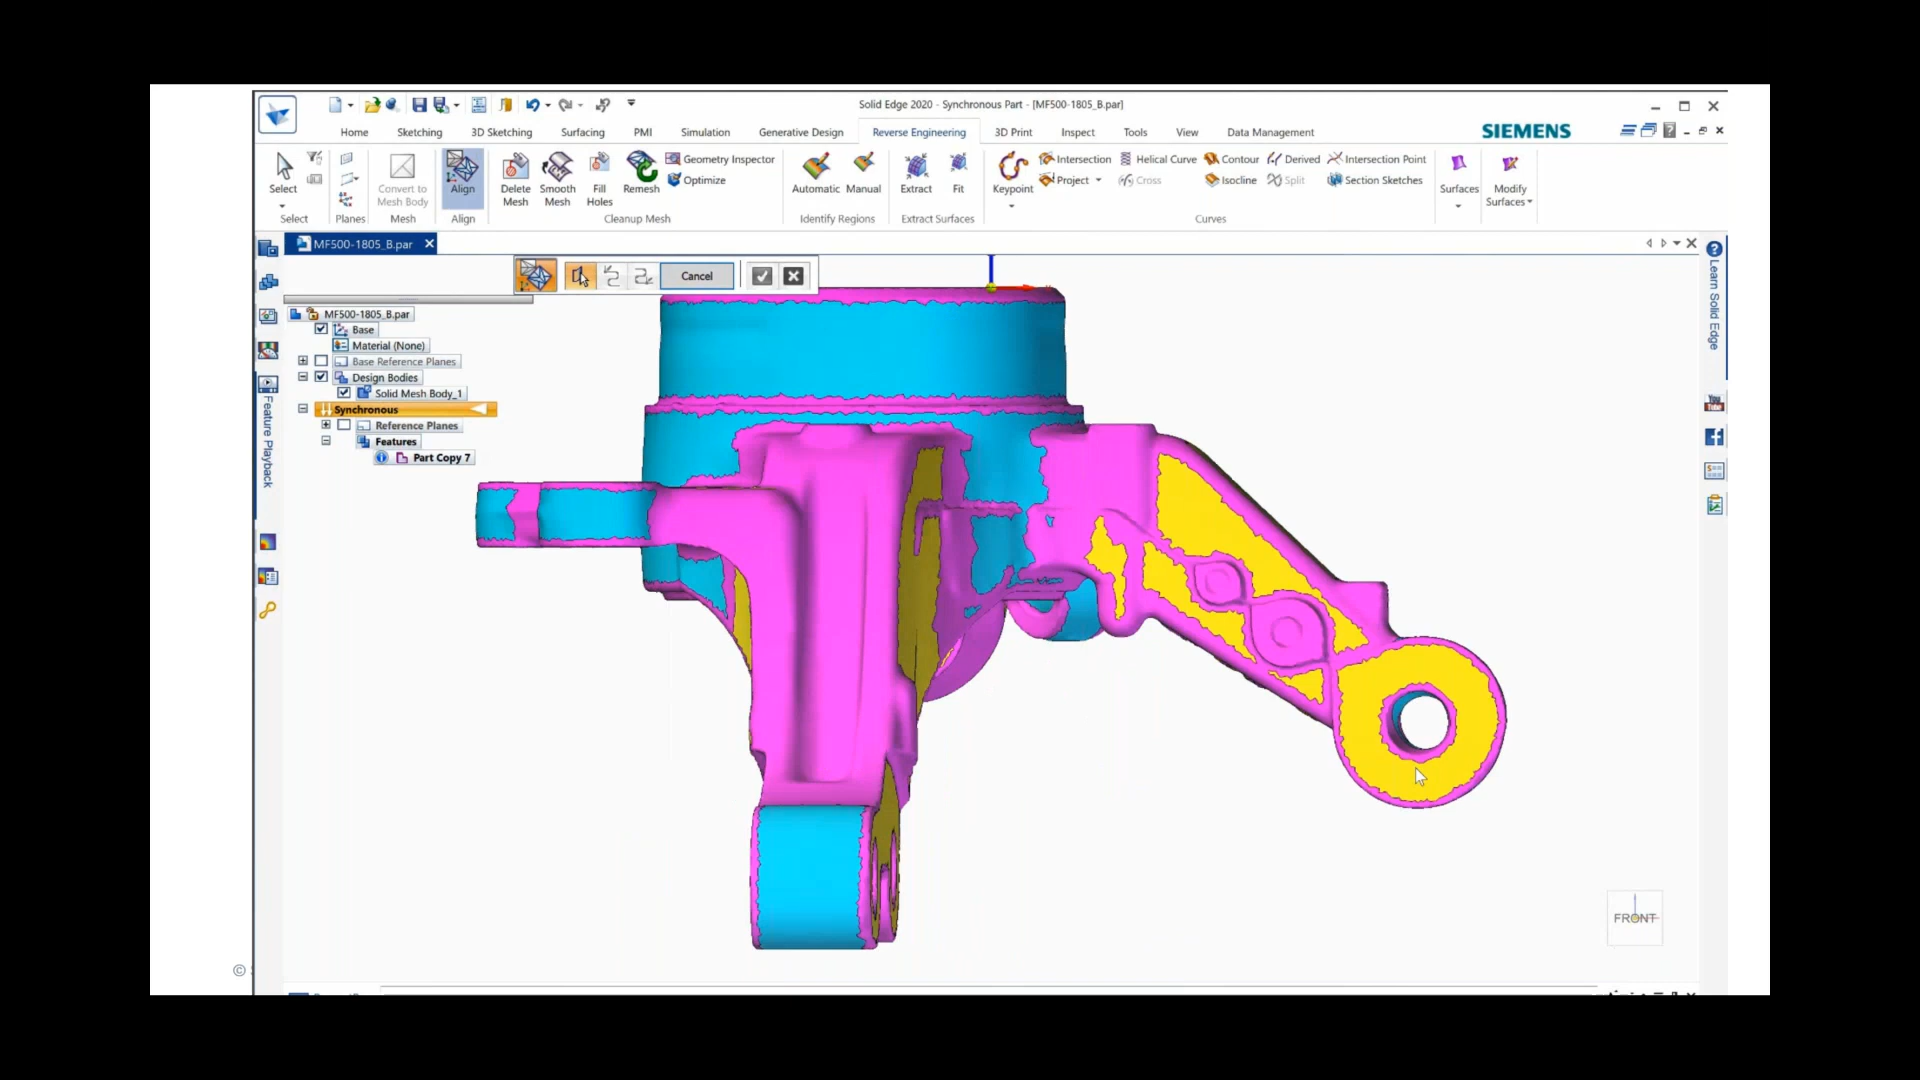 Solid Edge 2020 - Synchronous Part - [MF500-1805_B.par]
Home Sketching 3D Sketching Surfacing PMI Simulation Generative Design Reverse Engineering 3D Print Inspect Tools View Data Management SIEMENS
Geometry Inspector Intersection Helical Curve Contour Derived Intersection Point
Optimize Project Cross Isocline Split Section Sketches
Select Convert to Mesh Body Align Delete Mesh Smooth Mesh Fill Holes Remesh Automatic Manual Extract Fit Keypoint Surfaces Modify Surfaces
Select Planes Mesh Align Cleanup Mesh Identify Regions Extract Surfaces Curves
MF500-1805_B.par
Cancel
MF500-1805_B.par
Base
Material (None)
Base Reference Planes
Design Bodies
Solid Mesh Body_1
Synchronous
Reference Planes
Features
Part Copy 7
Feature Playback
Learn Solid Edge
You Tube
FRONT
©